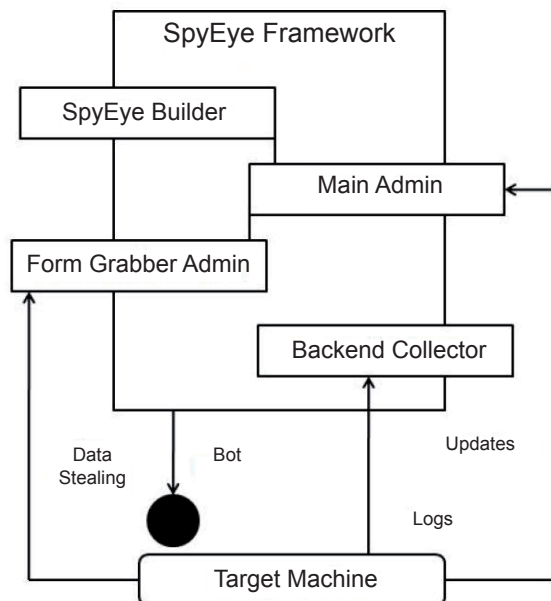 SpyEye Framework
SpyEye Builder
Main Admin
Form Grabber Admin
Backend Collector
Data
Stealing
Bot
Updates
Logs
Target Machine